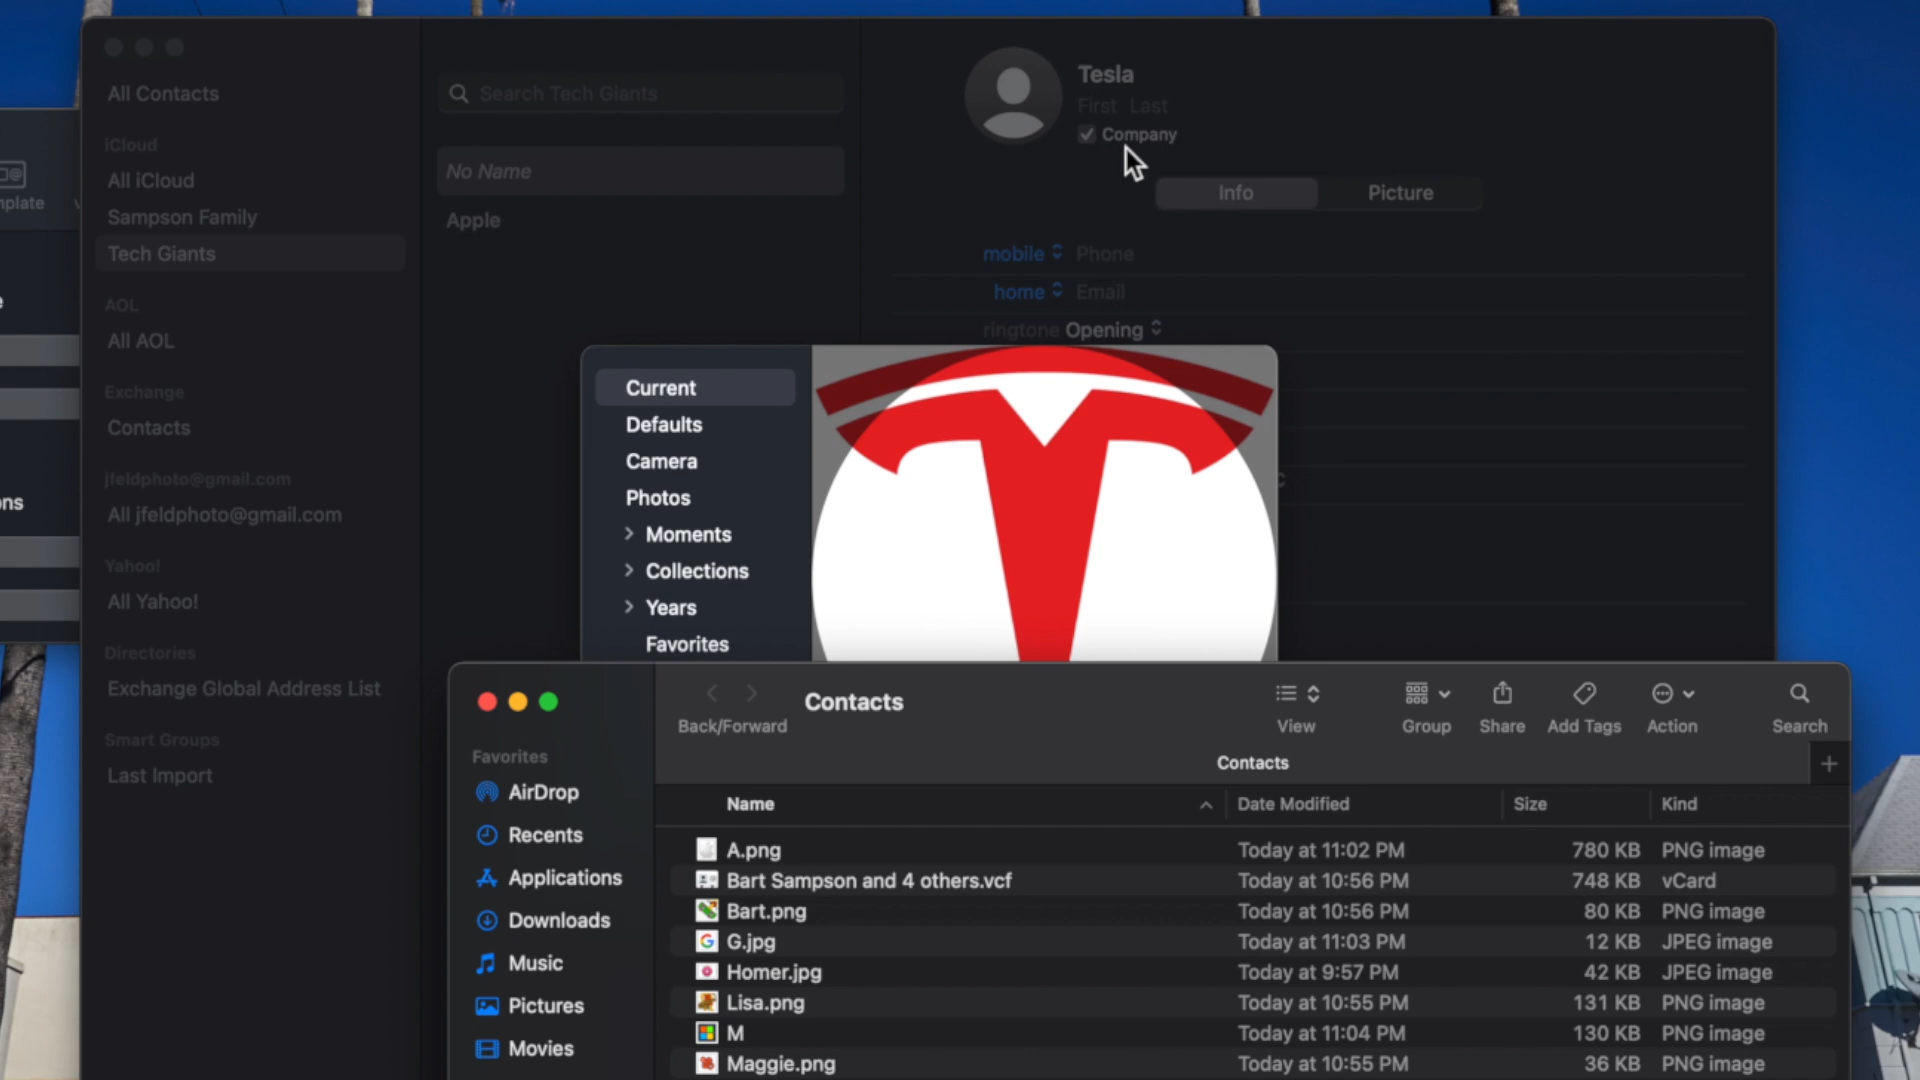 Tesla
First Last
Company
All Contacts
Search Tech Giants
iCloud
All iCloud
Sampson Family
Tech Giants
No Name
Apple
Info
Picture
mobile Phone
home Email
ringtone Opening
AOL
All AOL
Exchange
Contacts
jfeldphoto@gmail.com
All jfeldphoto@gmail.com
Yahoo!
All Yahoo!
Directories
Exchange Global Address List
Smart Groups
Last Import
Current
Defaults
Camera
Photos
Moments
Collections
Years
Favorites
Back/Forward
Contacts
View
Group
Share
Add Tags
Action
Search
Contacts
Favorites
AirDrop
Recents
Applications
Downloads
Music
Pictures
Movies
Name Date Modified Size Kind
A.png Today at 11:02 PM 780 KB PNG image
Bart Sampson and 4 others.vcf Today at 10:56 PM 748 KB vCard
Bart.png Today at 10:56 PM 80 KB PNG image
G.jpg Today at 11:03 PM 12 KB JPEG image
Homer.jpg Today at 9:57 PM 42 KB JPEG image
Lisa.png Today at 10:55 PM 131 KB PNG image
M Today at 11:04 PM 130 KB PNG image
Maggie.png Today at 10:55 PM 36 KB PNG image